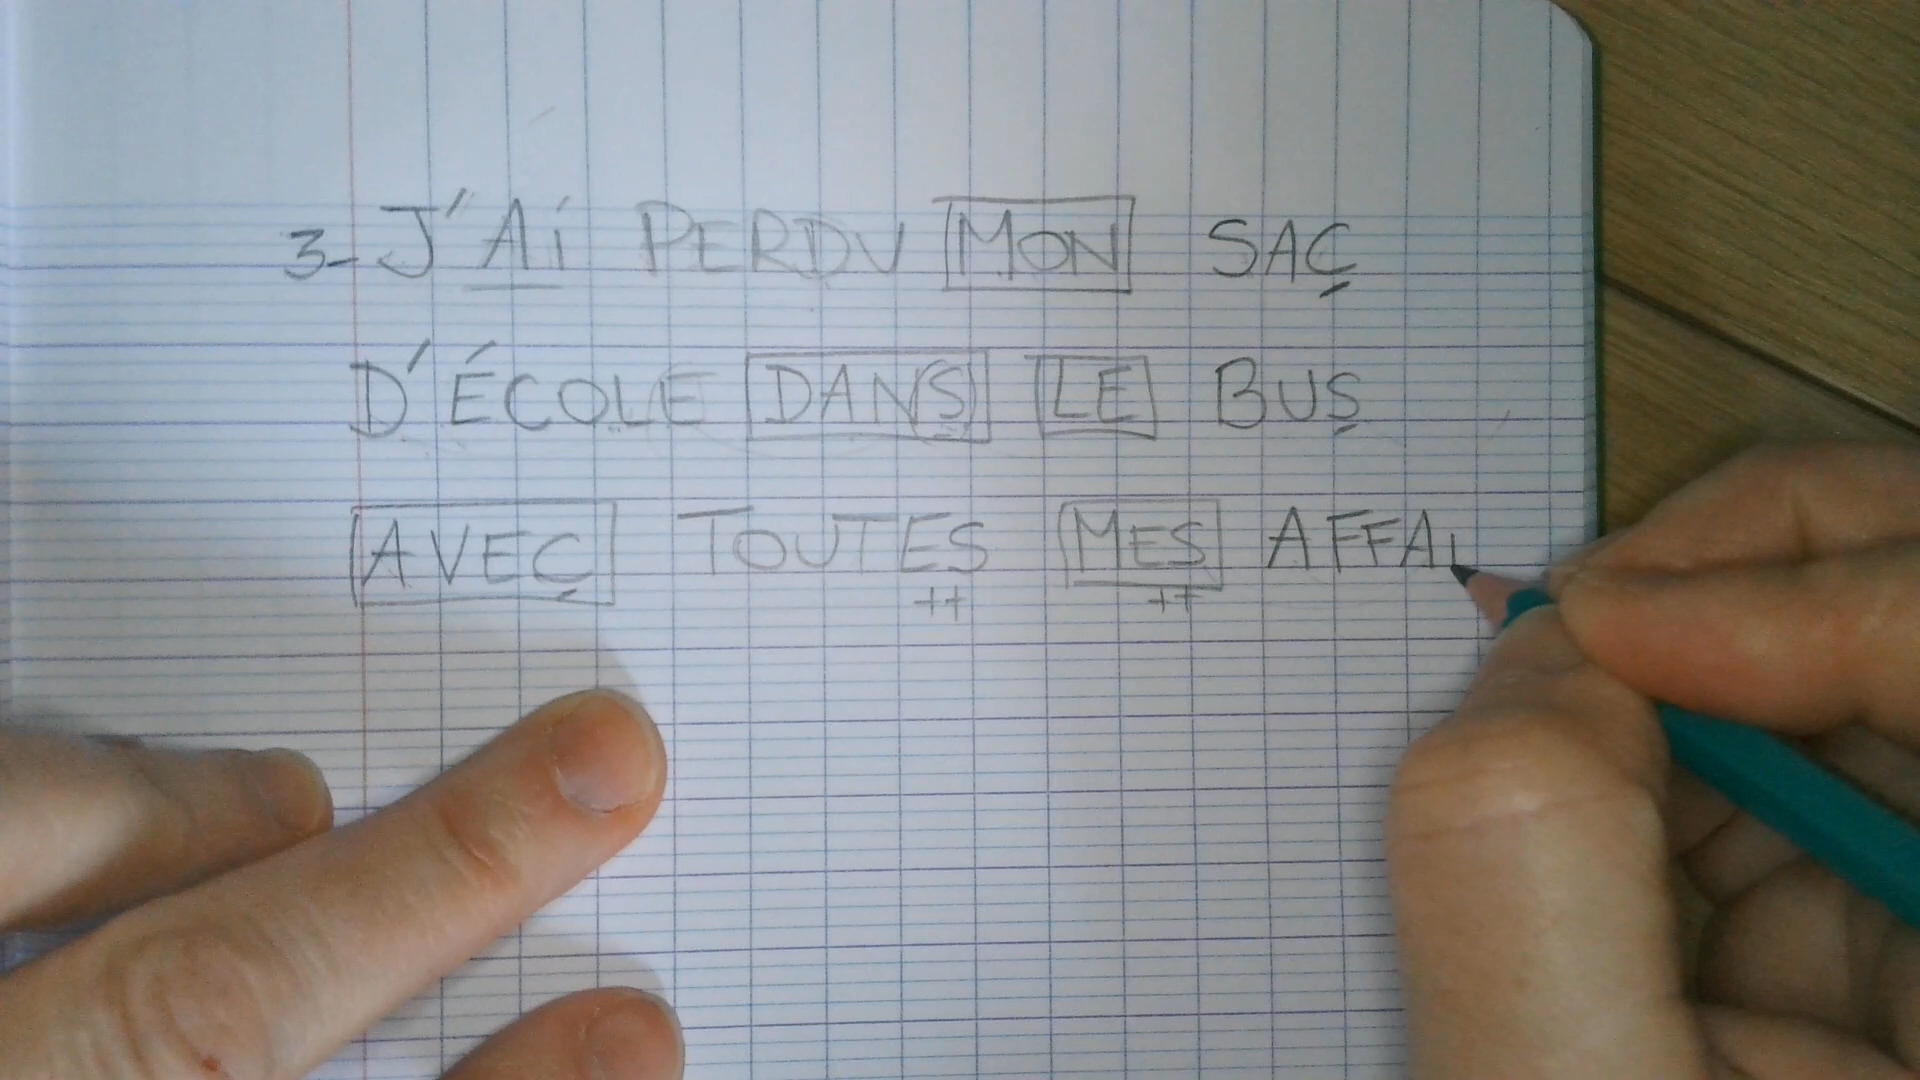 3- J'Ai PERDU MON SAC
D'ÉCOLE DANS LE BUS
AVEC TOUTES MES AFFAI
++ ++